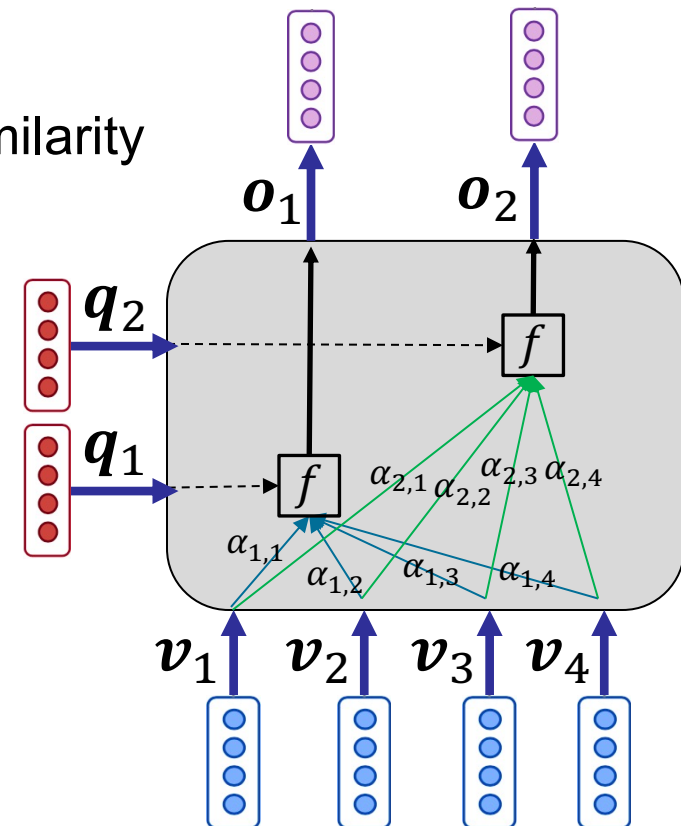 milarity
o₁
o₂
q₂
f
q₁
f
α₂,₁
α₂,₂
α₂,₃
α₂,₄
α₁,₁
α₁,₂
α₁,₃
α₁,₄
v₁
v₂
v₃
v₄